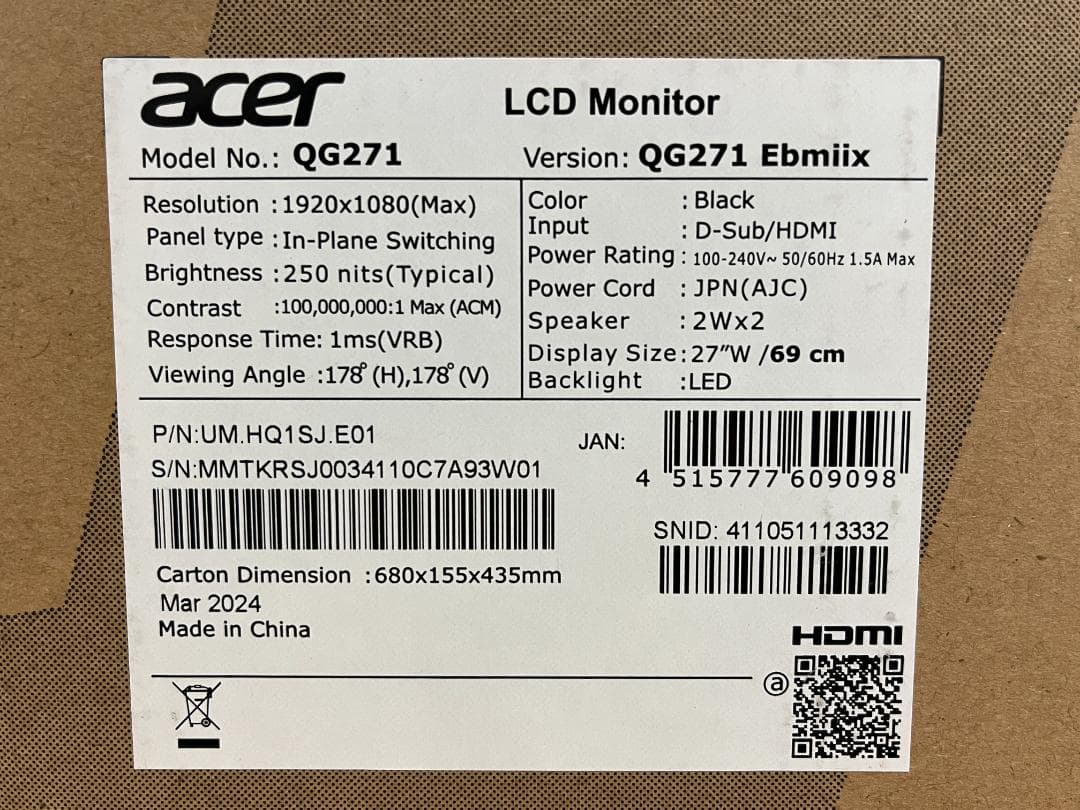 acer
LCD Monitor
Model No.: QG271
Version: QG271 Ebmiix
Resolution :1920x1080(Max)
Panel type :In-Plane Switching
Brightness :250 nits(Typical)
Contrast :100,000,000:1 Max (ACM)
Response Time: 1ms(VRB)
Viewing Angle :178°(H),178°(V)
Color : Black
Input : D-Sub/HDMI
Power Rating : 100-240V~ 50/60Hz 1.5A Max
Power Cord : JPN(AJC)
Speaker : 2Wx2
Display Size:27”W /69 cm
Backlight :LED
P/N:UM.HQ1SJ.E01
S/N:MMTKRSJ0034110C7A93W01
JAN:
4 515777 609098
SNID: 411051113332
Carton Dimension :680x155x435mm
Mar 2024
Made in China
HDMI
@